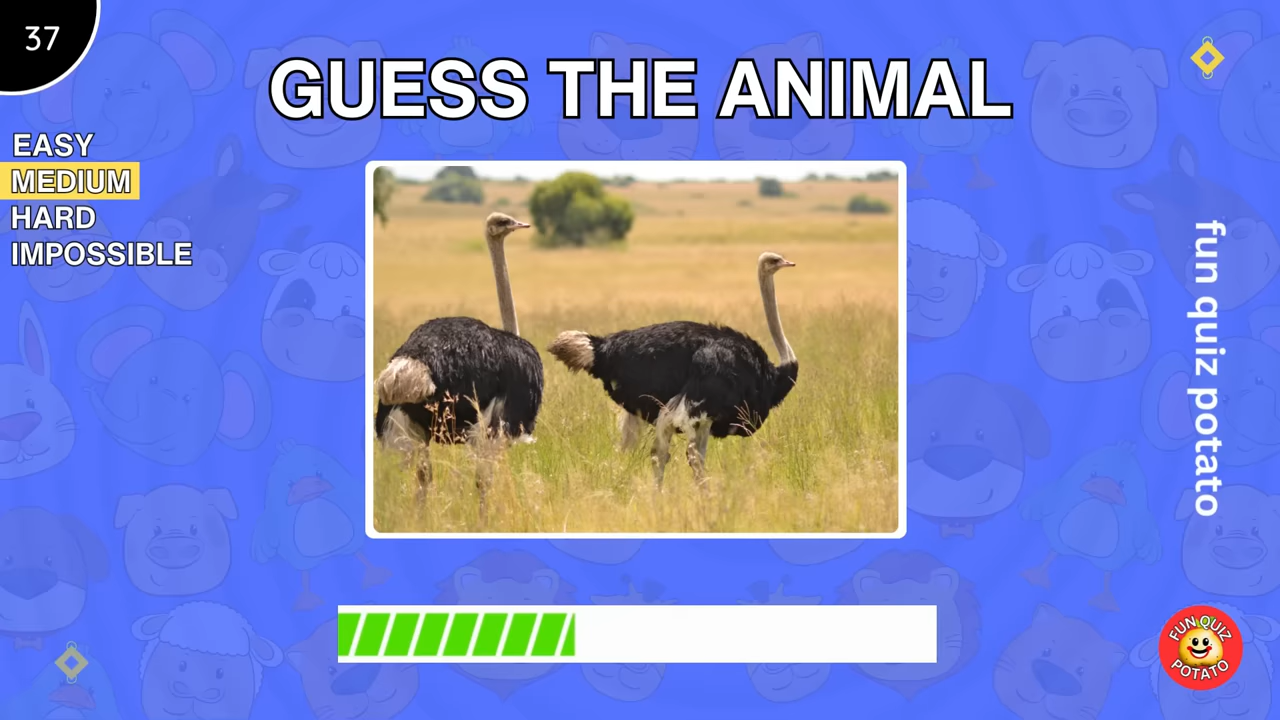 37
GUESS THE ANIMAL
EASY
MEDIUM
HARD
IMPOSSIBLE
fun quiz potato
FUN QUIZ
POTATO